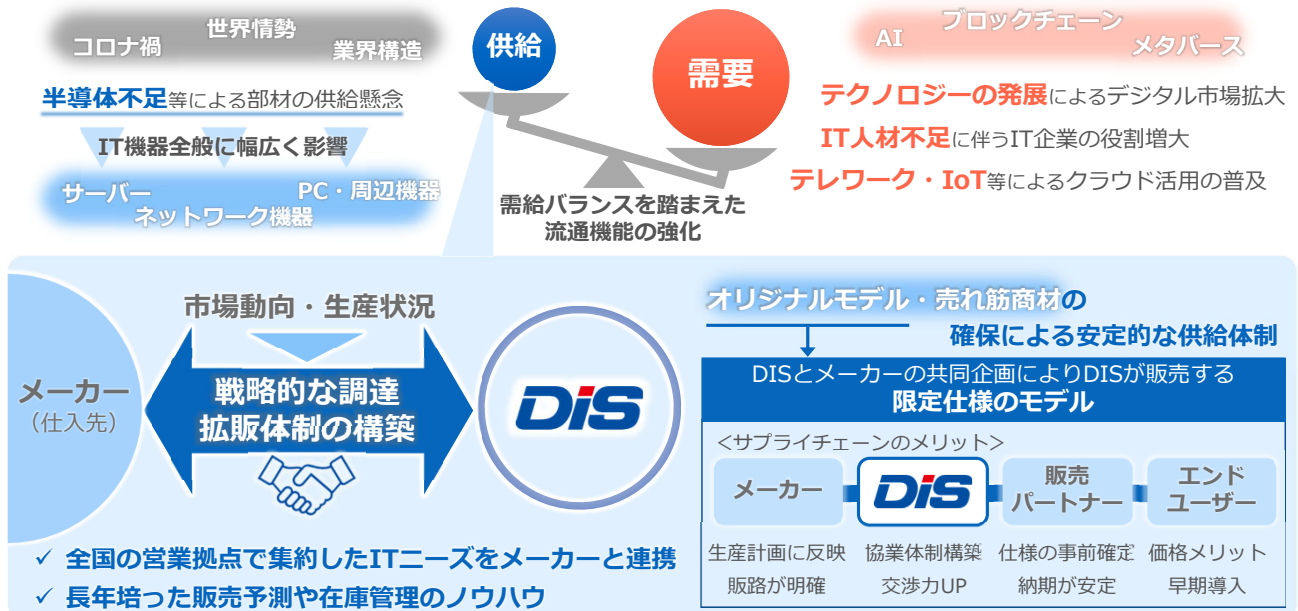 コロナ禍
世界情勢
業界構造
半導体不足等による部材の供給懸念
IT機器全般に幅広く影響
サーバー
PC・周辺機器
ネットワーク機器
供給
需要
需給バランスを踏まえた
流通機能の強化
AI
ブロックチェーン
メタバース
テクノロジーの発展によるデジタル市場拡大
IT人材不足に伴うIT企業の役割増大
テレワーク・IoT等によるクラウド活用の普及
メーカー
（仕入先）
市場動向・生産状況
戦略的な調達
拡販体制の構築
DiS
✓ 全国の営業拠点で集約したITニーズをメーカーと連携
✓ 長年培った販売予測や在庫管理のノウハウ
オリジナルモデル・売れ筋商材の
確保による安定的な供給体制
DISとメーカーの共同企画によりDISが販売する
限定仕様のモデル
＜サプライチェーンのメリット＞
メーカー
DiS
販売
パートナー
エンド
ユーザー
生産計画に反映
販路が明確
協業体制構築
交渉力UP
仕様の事前確定
納期が安定
価格メリット
早期導入